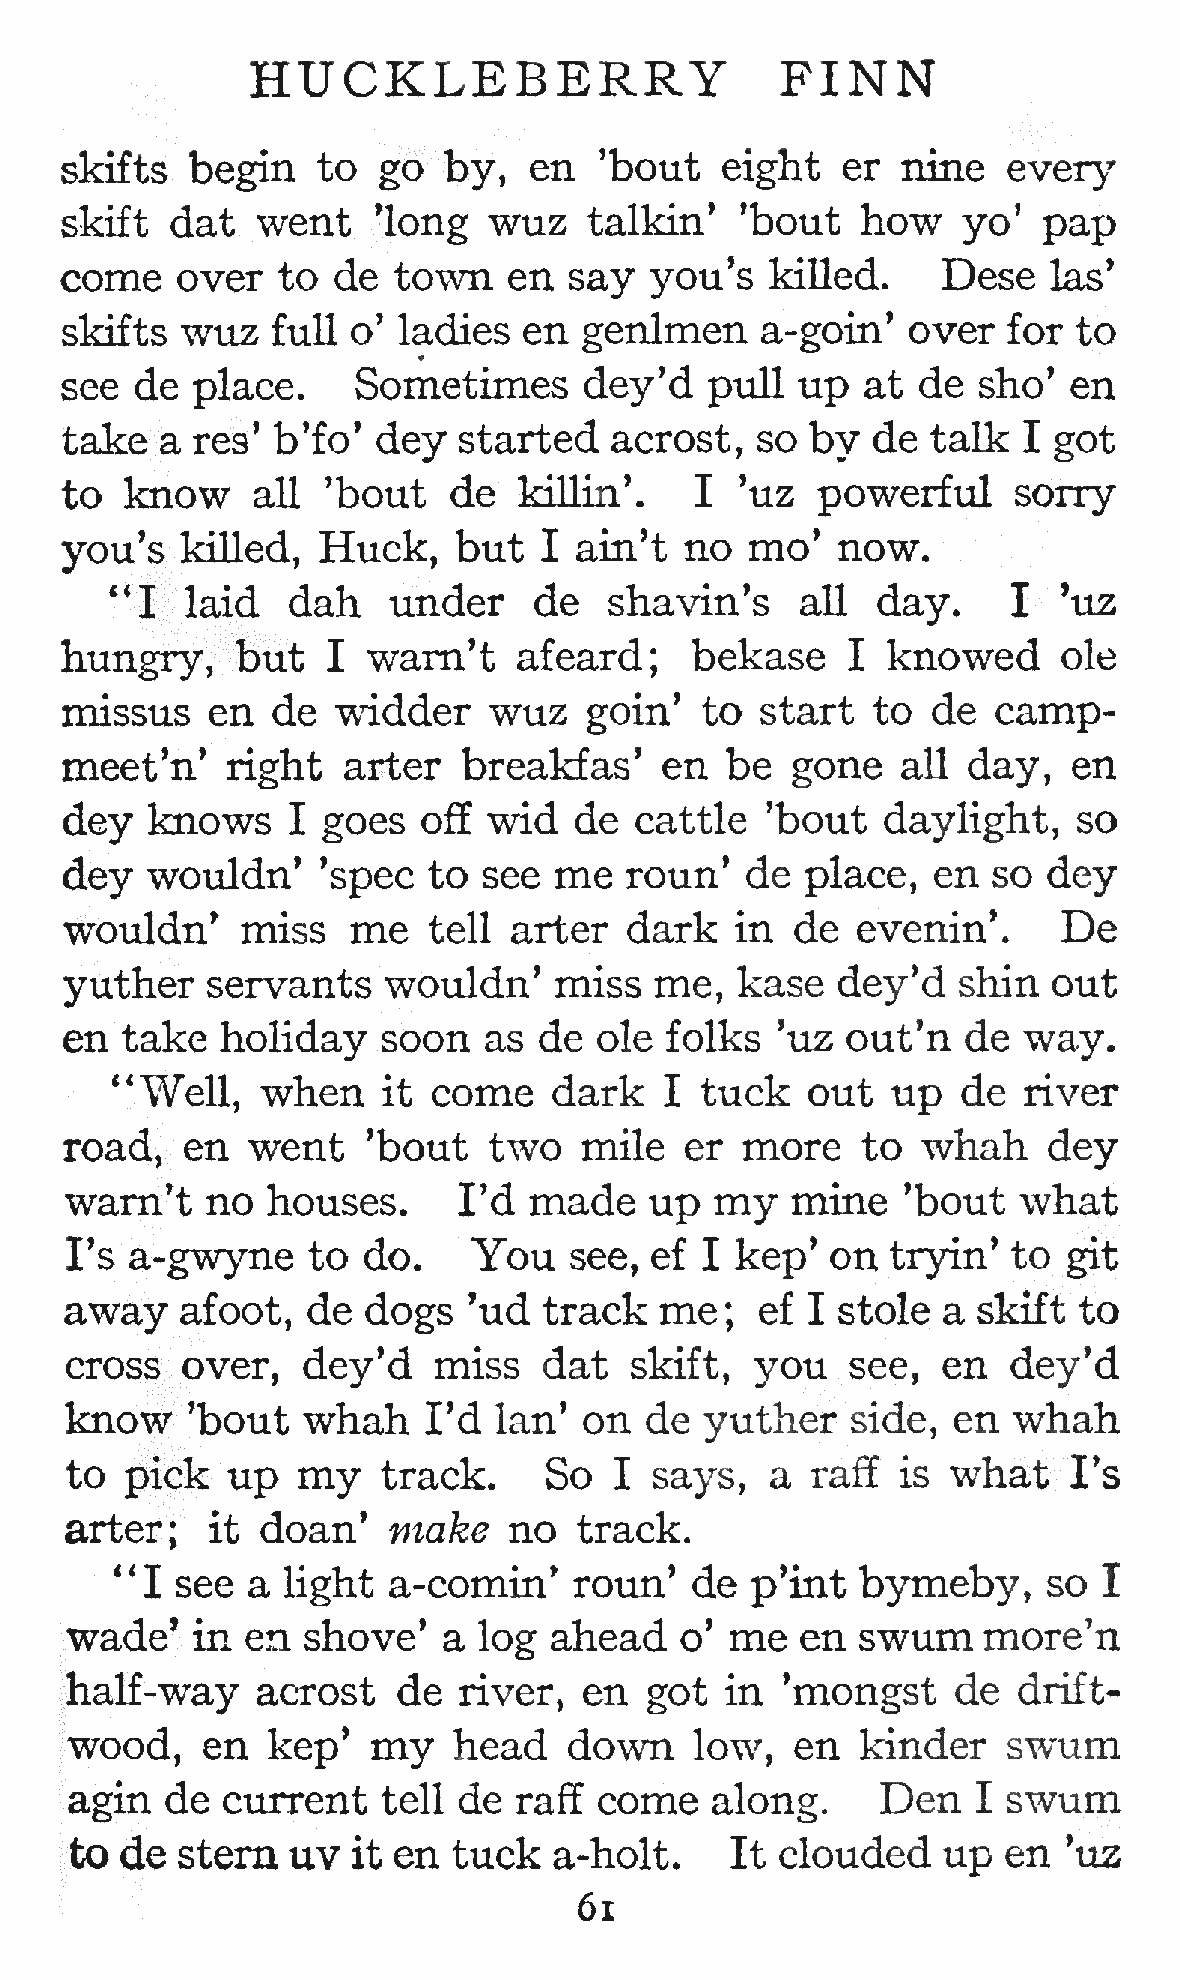 HUCKLEBERRY FINN
skifts begin to go by, en 'bout eight er nine every
skift dat went 'long wuz talkin' 'bout how yo' pap
come over to de town en say you's killed. Dese las'
skifts wuz full o' ladies en genlmen a-goin' over for to
see de place. Sometimes dey'd pull up at de sho' en
take a res' b'fo' dey started acrost, so by de talk I got
to know all 'bout de killin'. I 'uz powerful sorry
you's killed, Huck, but I ain't no mo' now.
"I laid dah under de shavin's all day. I 'uz
hungry, but I warn't afeard; bekase I knowed ole
missus en de widder wuz goin' to start to de camp-
meet'n' right arter breakfas' en be gone all day, en
dey knows I goes off wid de cattle 'bout daylight, so
dey wouldn' 'spec to see me roun' de place, en so dey
wouldn' miss me tell arter dark in de evenin'. De
yuther servants wouldn' miss me, kase dey'd shin out
en take holiday soon as de ole folks 'uz out'n de way.
"Well, when it come dark I tuck out up de river
road, en went 'bout two mile er more to whah dey
warn't no houses. I'd made up my mine 'bout what
I's a-gwyne to do. You see, ef I kep' on tryin' to git
away afoot, de dogs 'ud track me; ef I stole a skift to
cross over, dey'd miss dat skift, you see, en dey'd
know 'bout whah I'd lan' on de yuther side, en whah
to pick up my track. So I says, a raff is what I's
arter; it doan' make no track.
"I see a light a-comin' roun' de p'int bymeby, so I
wade' in en shove' a log ahead o' me en swum more'n
half-way acrost de river, en got in 'mongst de drift-
wood, en kep' my head down low, en kinder swum
agin de current tell de raff come along. Den I swum
to de stern uv it en tuck a-holt. It clouded up en 'uz
61